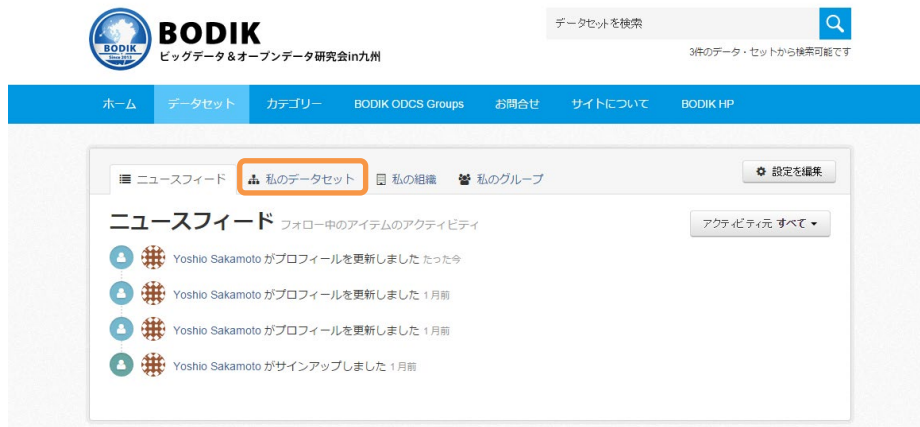 BODIK
Since 2013
BODIK
ビッグデータ&オープンデータ研究会in九州
データセットを検索
3件のデータ・セットから検索可能です
ホーム データセット カテゴリー BODIK ODCS Groups お問合せ サイトについて BODIK HP
ニュースフィード 私のデータセット 私の組織 私のグループ 設定を編集
ニュースフィード フォロー中のアイテムのアクティビティ アクティビティ元 すべて
Yoshio Sakamoto がプロフィールを更新しました たった今
Yoshio Sakamoto がプロフィールを更新しました 1月前
Yoshio Sakamoto がプロフィールを更新しました 1月前
Yoshio Sakamoto がサインアップしました 1月前